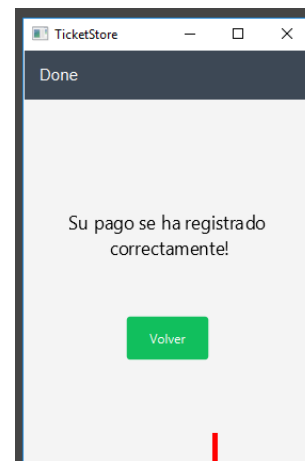 TicketStore
Done
Su pago se ha registrado
correctamente!
Volver